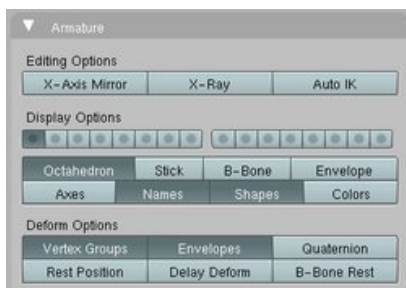 Armature
Editing Options
X-Axis Mirror X-Ray Auto IK
Display Options
Octahedron Stick B-Bone Envelope
Axes Names Shapes Colors
Deform Options
Vertex Groups Envelopes Quaternion
Rest Position Delay Deform B-Bone Rest